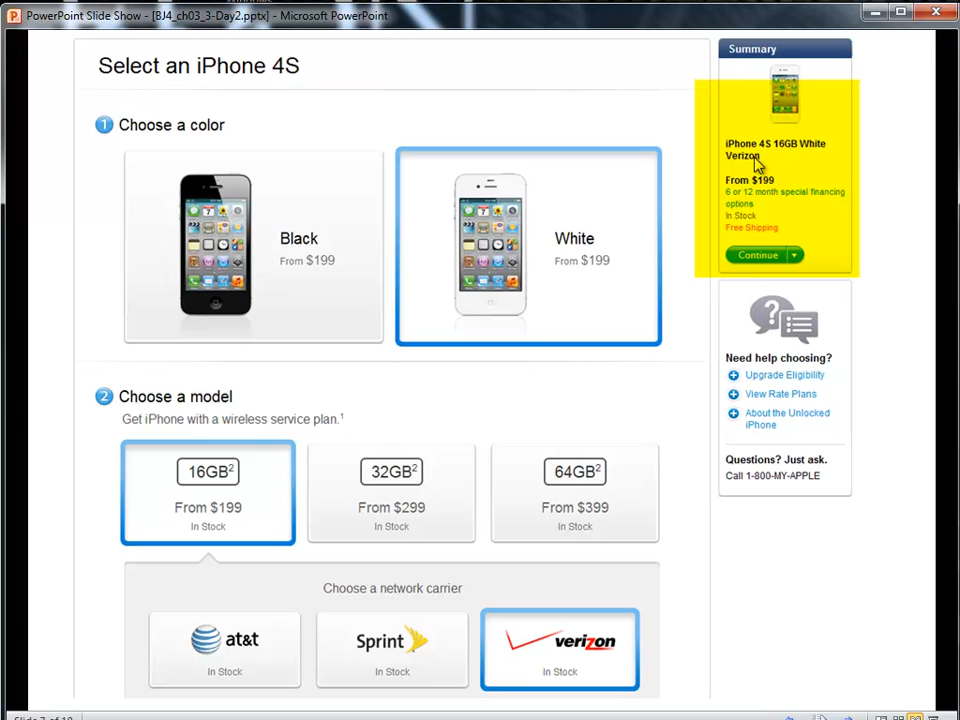 PowerPoint Slide Show - [BJ4_ch03_3-Day2.pptx] - Microsoft PowerPoint
Select an iPhone 4S
1 Choose a color
Black
From $199
White
From $199
2 Choose a model
Get iPhone with a wireless service plan.1
16GB2
From $199
In Stock
32GB2
From $299
In Stock
64GB2
From $399
In Stock
Choose a network carrier
at&t
In Stock
Sprint
In Stock
verizon
In Stock
Summary
iPhone 4S 16GB White
Verizon
From $199
6 or 12 month special financing
options
In Stock
Free Shipping
Continue
Need help choosing?
Upgrade Eligibility
View Rate Plans
About the Unlocked
iPhone
Questions? Just ask.
Call 1-800-MY-APPLE